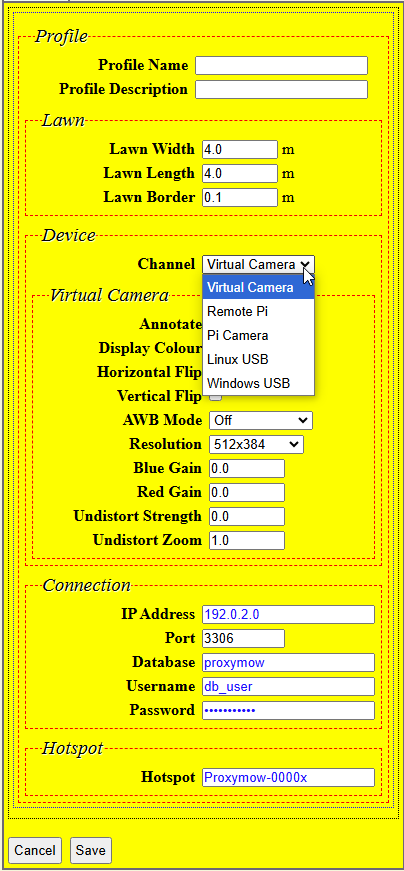 Profile
Profile Name
Profile Description
Lawn
Lawn Width 4.0 m
Lawn Length 4.0 m
Lawn Border 0.1 m
Device
Channel Virtual Camera
Virtual Camera
Remote Pi
Pi Camera
Linux USB
Windows USB
Virtual Camera
Annotate
Display Colour
Horizontal Flip
Vertical Flip
AWB Mode Off
Resolution 512x384
Blue Gain 0.0
Red Gain 0.0
Undistort Strength 0.0
Undistort Zoom 1.0
Connection
IP Address 192.0.2.0
Port 3306
Database proxymow
Username db_user
Password •••••••••••
Hotspot
Hotspot Proxymow-0000x
Cancel Save